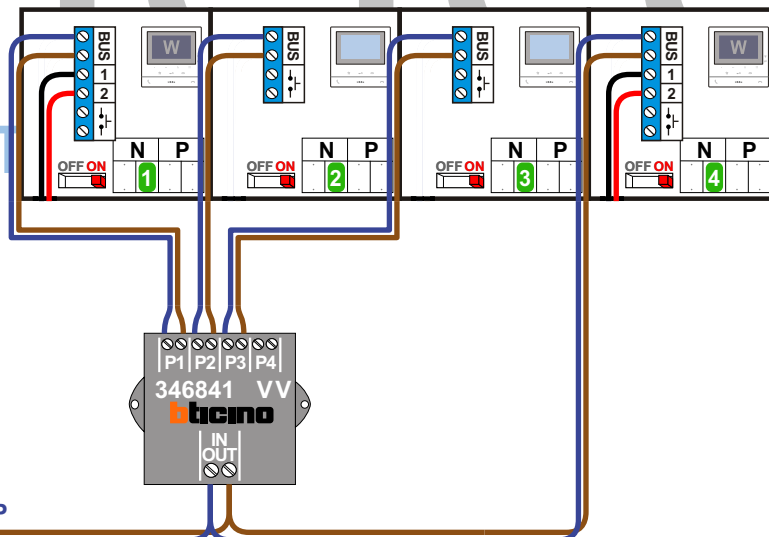 BUS
1
2
W
BUS
BUS
BUS
1
2
W
N P
OFF ON
1
N P
OFF ON
2
N P
OFF ON
3
N P
OFF ON
4
T
P1 P2 P3 P4
346841 VV
bticino
IN
OUT
P